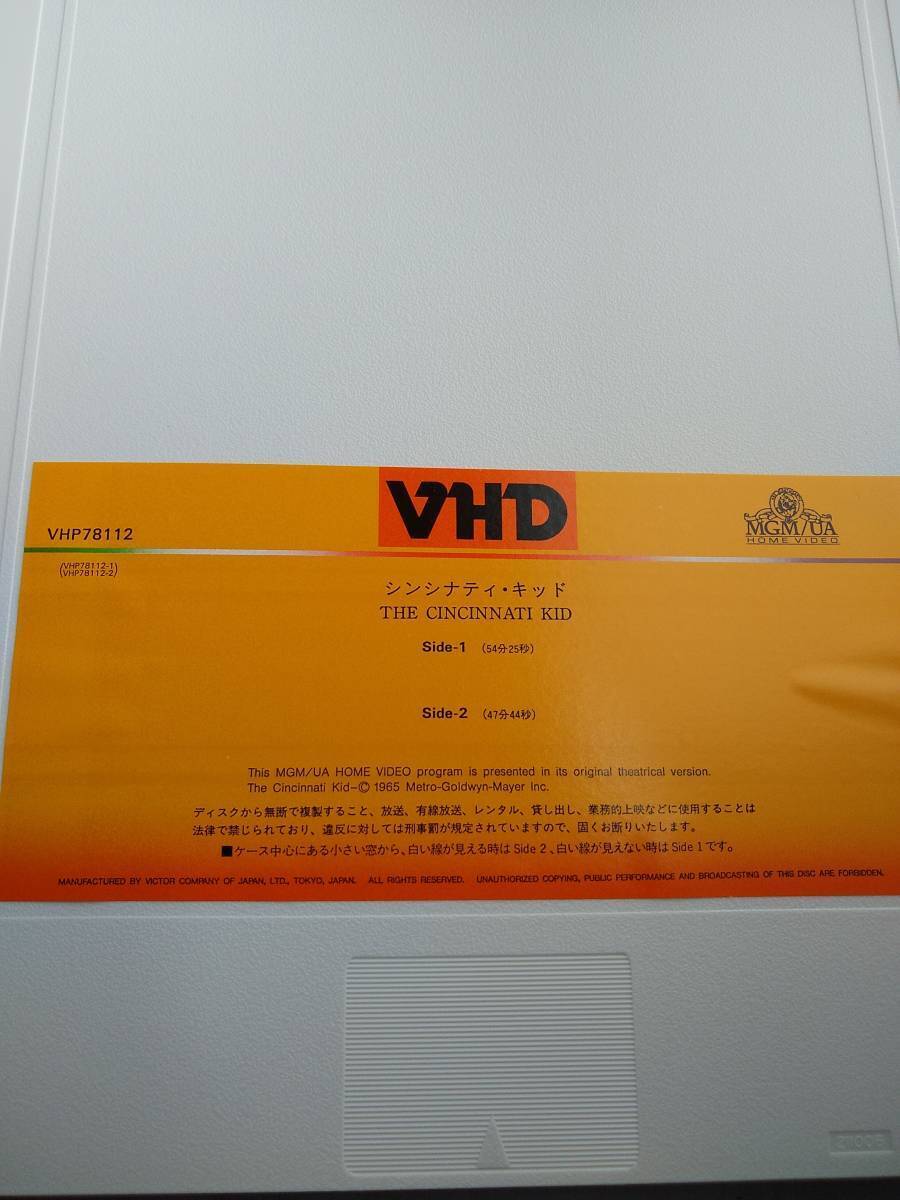 VHD
VHP78112
(VHP78112-1)
(VHP78112-2)
MGM/UA
HOME VIDEO
シンシナティ・キッド
THE CINCINNATI KID
Side-1 (54分25秒)
Side-2 (47分44秒)
This MGM/UA HOME VIDEO program is presented in its original theatrical version.
The Cincinnati Kid–© 1965 Metro-Goldwyn-Mayer Inc.
ディスクから無断で複製すること、放送、有線放送、レンタル、貸し出し、業務的上映などに使用することは
法律で禁じられており、違反に対しては刑事罰が規定されていますので、固くお断りいたします。
■ケース中心にある小さい窓から、白い線が見える時はSide 2、白い線が見えない時はSide 1です。
MANUFACTURED BY VICTOR COMPANY OF JAPAN, LTD., TOKYO, JAPAN. ALL RIGHTS RESERVED. UNAUTHORIZED COPYING, PUBLIC PERFORMANCE AND BROADCASTING OF THIS DISC ARE FORBIDDEN.